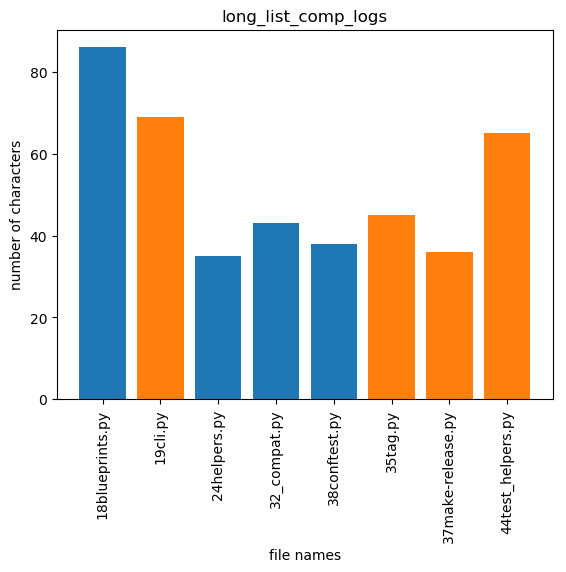 long_list_comp_logs
number of characters
80
60
40
20
0
18blueprints.py
19cli.py
24helpers.py
32_compat.py
38conftest.py
35tag.py
37make-release.py
44test_helpers.py
file names